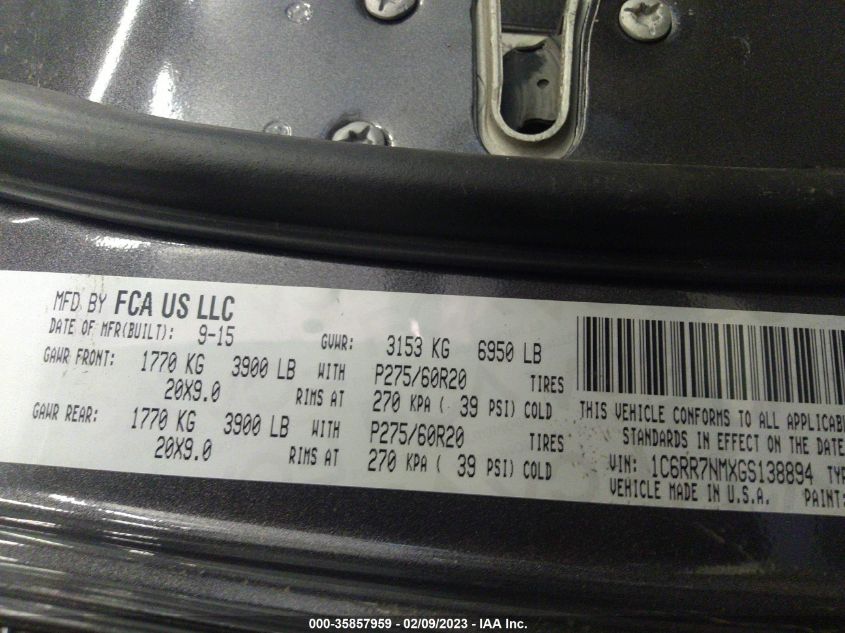 MFD BY FCA US LLC
DATE OF MFR(BUILT): 9-15 GVWR: 3153 KG 6950 LB
GAWR FRONT: 1770 KG 3900 LB WITH P275/60R20 TIRES
20X9.0 RIMS AT 270 KPA ( 39 PSI) COLD
GAWR REAR: 1770 KG 3900 LB WITH P275/60R20 TIRES
20X9.0 RIMS AT 270 KPA ( 39 PSI) COLD
THIS VEHICLE CONFORMS TO ALL APPLICABL
STANDARDS IN EFFECT ON THE DATE
VIN: 1C6RR7NMXGS138894 TYP
VEHICLE MADE IN U.S.A. PAINT:
000-35857959 - 02/09/2023 - IAA Inc.